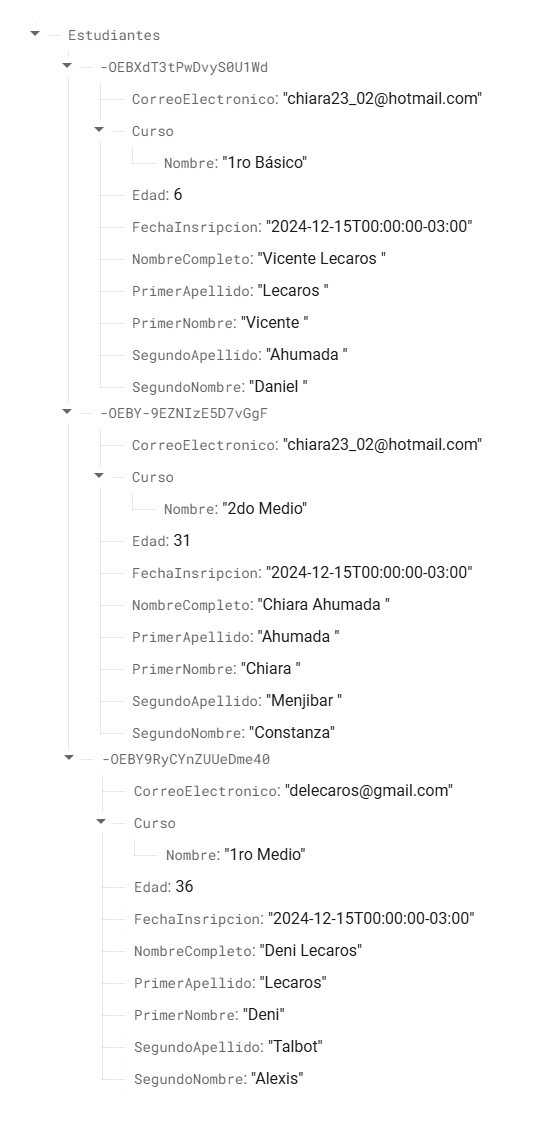 Estudiantes
-OEBXdT3tPwDvyS0U1Wd
CorreoElectronico: "chiara23_02@hotmail.com"
Curso
Nombre: "1ro Básico"
Edad: 6
FechaInsripcion: "2024-12-15T00:00:00-03:00"
NombreCompleto: "Vicente Lecaros "
PrimerApellido: "Lecaros "
PrimerNombre: "Vicente "
SegundoApellido: "Ahumada "
SegundoNombre: "Daniel "
-OEBY-9EZNIzE5D7vGgF
CorreoElectronico: "chiara23_02@hotmail.com"
Curso
Nombre: "2do Medio"
Edad: 31
FechaInsripcion: "2024-12-15T00:00:00-03:00"
NombreCompleto: "Chiara Ahumada "
PrimerApellido: "Ahumada "
PrimerNombre: "Chiara "
SegundoApellido: "Menjibar "
SegundoNombre: "Constanza"
-OEBY9RyCYnZUUeDme40
CorreoElectronico: "delecaros@gmail.com"
Curso
Nombre: "1ro Medio"
Edad: 36
FechaInsripcion: "2024-12-15T00:00:00-03:00"
NombreCompleto: "Deni Lecaros"
PrimerApellido: "Lecaros"
PrimerNombre: "Deni"
SegundoApellido: "Talbot"
SegundoNombre: "Alexis"